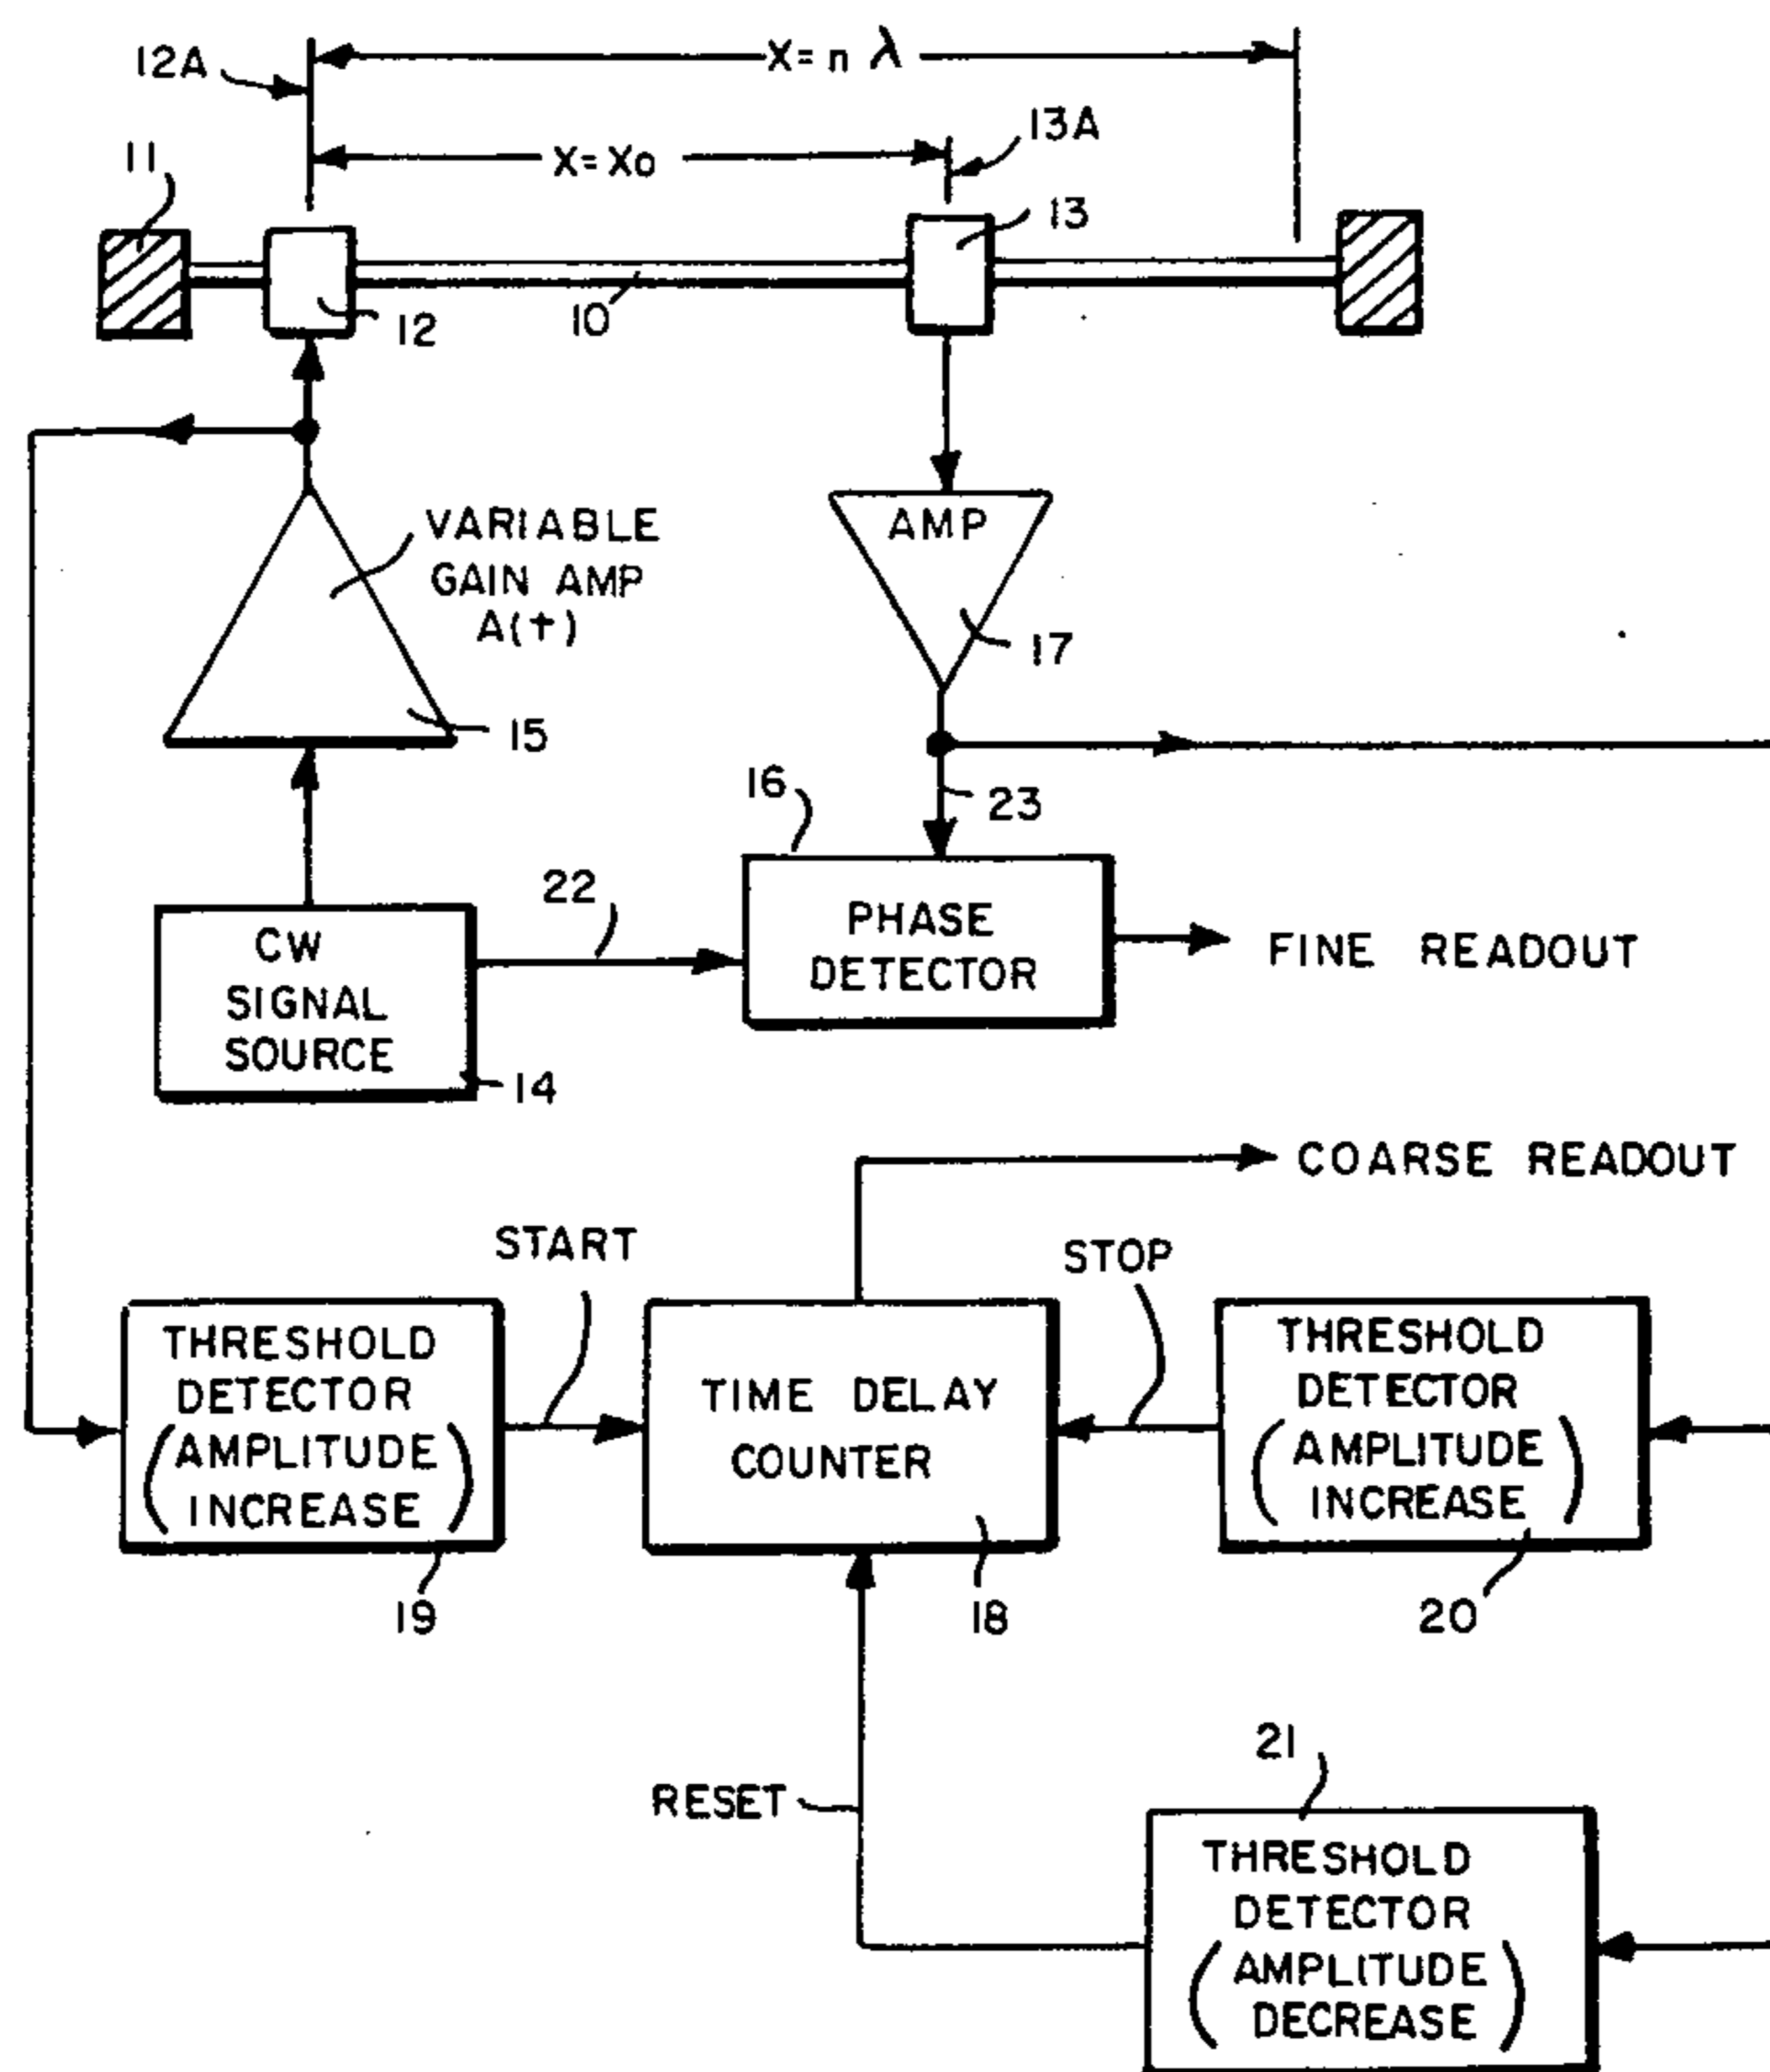 X = n λ
12A
13A
X = Xo
11
13
12
10
VARIABLE
GAIN AMP
A(t)
AMP
17
15
16
23
22
PHASE
DETECTOR
FINE READOUT
CW
SIGNAL
SOURCE
14
COARSE READOUT
START
STOP
THRESHOLD
DETECTOR
(AMPLITUDE
INCREASE)
TIME DELAY
COUNTER
THRESHOLD
DETECTOR
(AMPLITUDE
INCREASE)
19
18
20
21
RESET
THRESHOLD
DETECTOR
(AMPLITUDE
DECREASE)